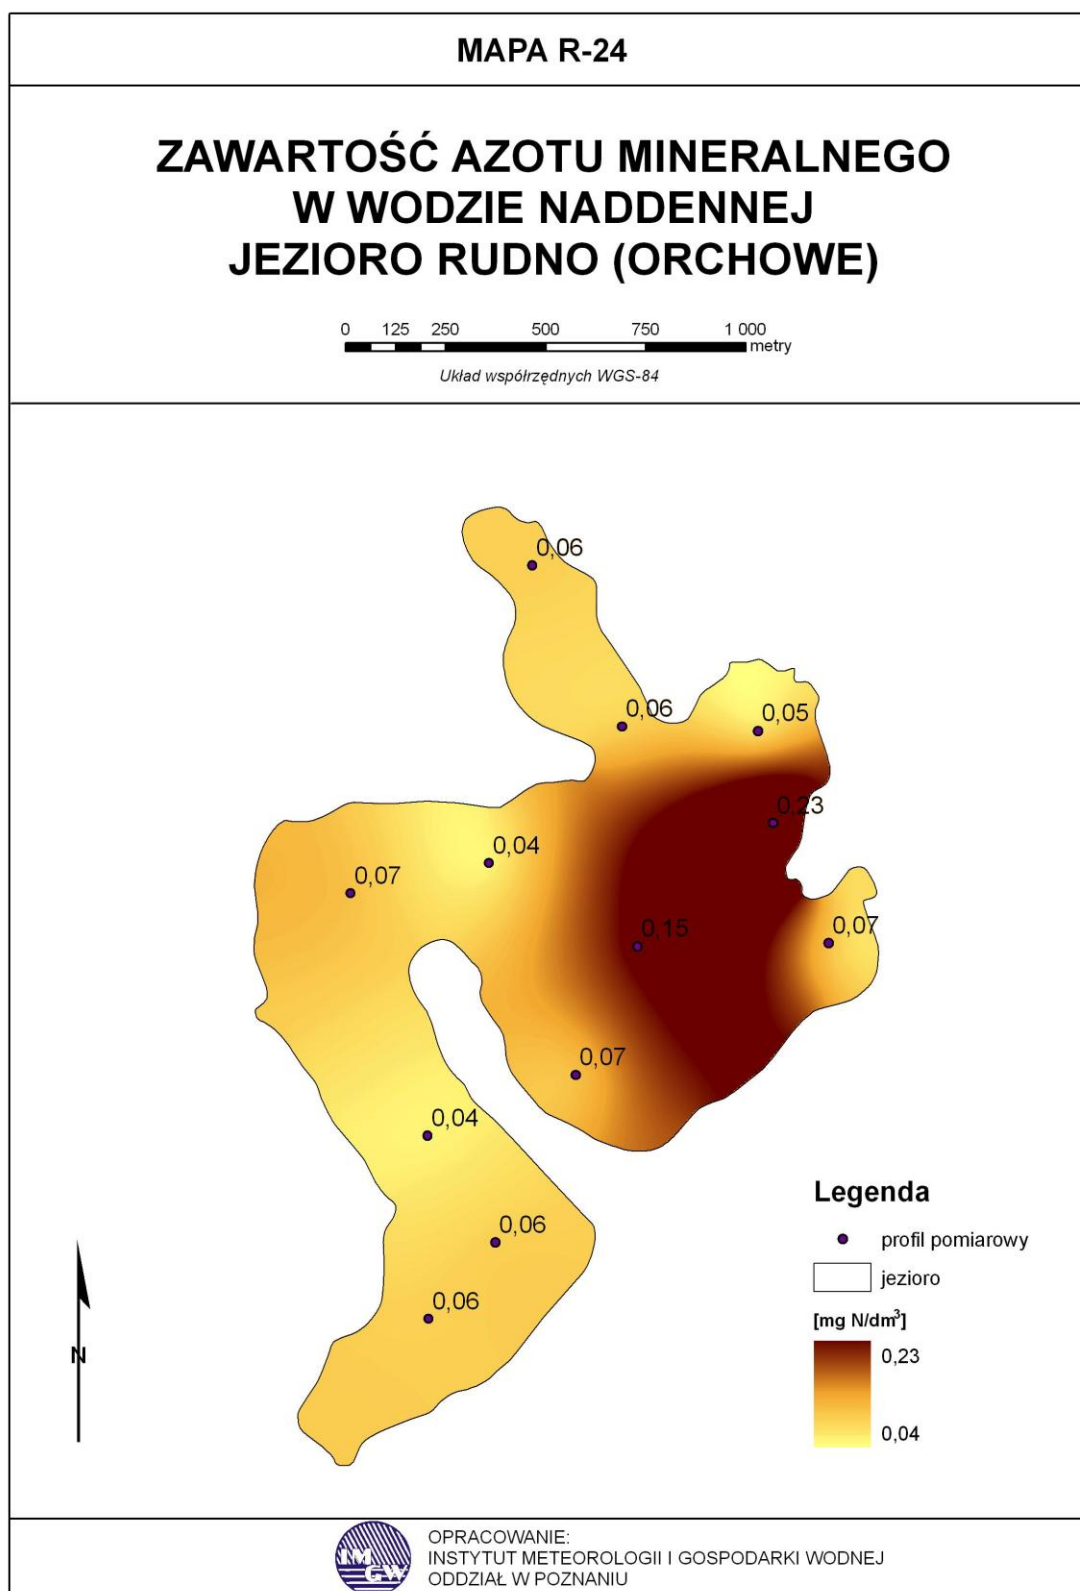 MAPA R-24
ZAWARTOŚĆ AZOTU MINERALNEGO
W WODZIE NADDENNEJ
JEZIORO RUDNO (ORCHOWE)
0 125 250 500 750 1 000
metry
Układ współrzędnych WGS-84
0,06
0,06
0,05
0,23
0,04
0,07
0,15
0,07
0,07
0,04
0,06
0,06
Legenda
profil pomiarowy
jezioro
[mg N/dm³]
0,23
0,04
N
IM
GW
OPRACOWANIE:
INSTYTUT METEOROLOGII I GOSPODARKI WODNEJ
ODDZIAŁ W POZNANIU